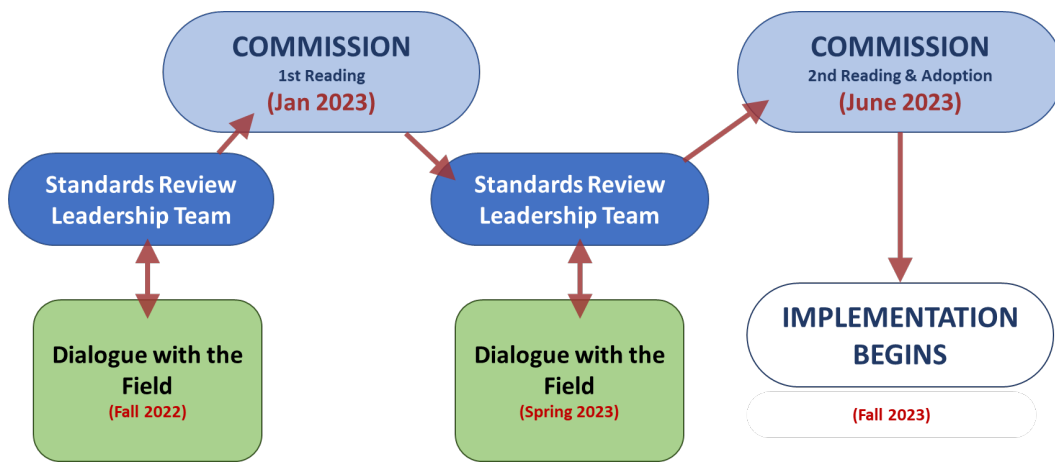 COMMISSION
1st Reading
(Jan 2023)
COMMISSION
2nd Reading & Adoption
(June 2023)
Standards Review
Leadership Team
Standards Review
Leadership Team
Dialogue with the
Field
(Fall 2022)
Dialogue with the
Field
(Spring 2023)
IMPLEMENTATION
BEGINS
(Fall 2023)